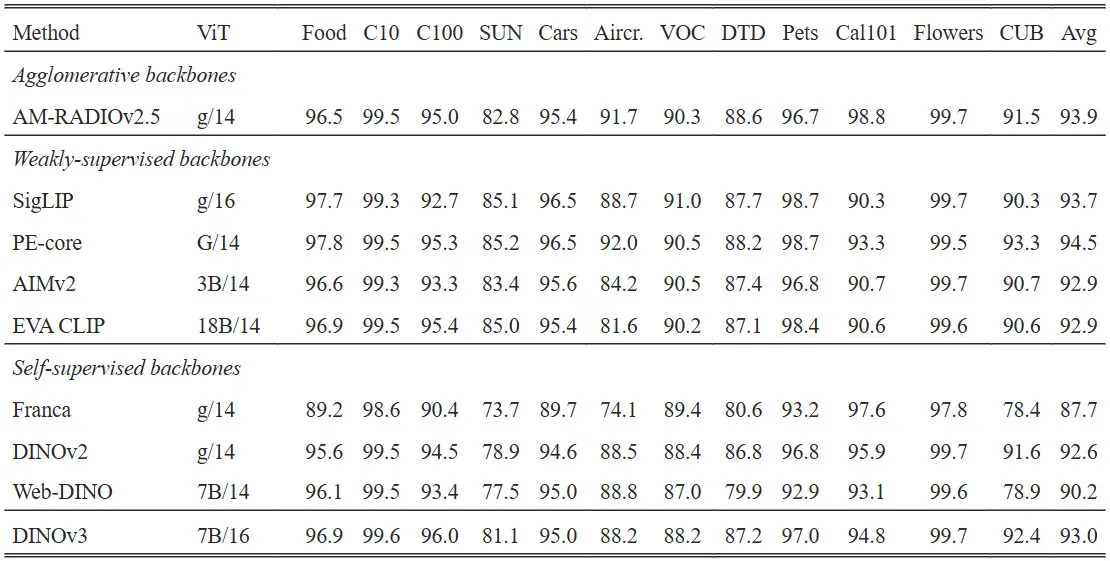 Method ViT Food C10 C100 SUN Cars Aircr. VOC DTD Pets Cal101 Flowers CUB Avg
Agglomerative backbones
AM-RADIOv2.5 g/14 96.5 99.5 95.0 82.8 95.4 91.7 90.3 88.6 96.7 98.8 99.7 91.5 93.9
Weakly-supervised backbones
SigLIP g/16 97.7 99.3 92.7 85.1 96.5 88.7 91.0 87.7 98.7 90.3 99.7 90.3 93.7
PE-core G/14 97.8 99.5 95.3 85.2 96.5 92.0 90.5 88.2 98.7 93.3 99.5 93.3 94.5
AIMv2 3B/14 96.6 99.3 93.3 83.4 95.6 84.2 90.5 87.4 96.8 90.7 99.7 90.7 92.9
EVA CLIP 18B/14 96.9 99.5 95.4 85.0 95.4 81.6 90.2 87.1 98.4 90.6 99.6 90.6 92.9
Self-supervised backbones
Franca g/14 89.2 98.6 90.4 73.7 89.7 74.1 89.4 80.6 93.2 97.6 97.8 78.4 87.7
DINOv2 g/14 95.6 99.5 94.5 78.9 94.6 88.5 88.4 86.8 96.8 95.9 99.7 91.6 92.6
Web-DINO 7B/14 96.1 99.5 93.4 77.5 95.0 88.8 87.0 79.9 92.9 93.1 99.6 78.9 90.2
DINOv3 7B/16 96.9 99.6 96.0 81.1 95.0 88.2 88.2 87.2 97.0 94.8 99.7 92.4 93.0